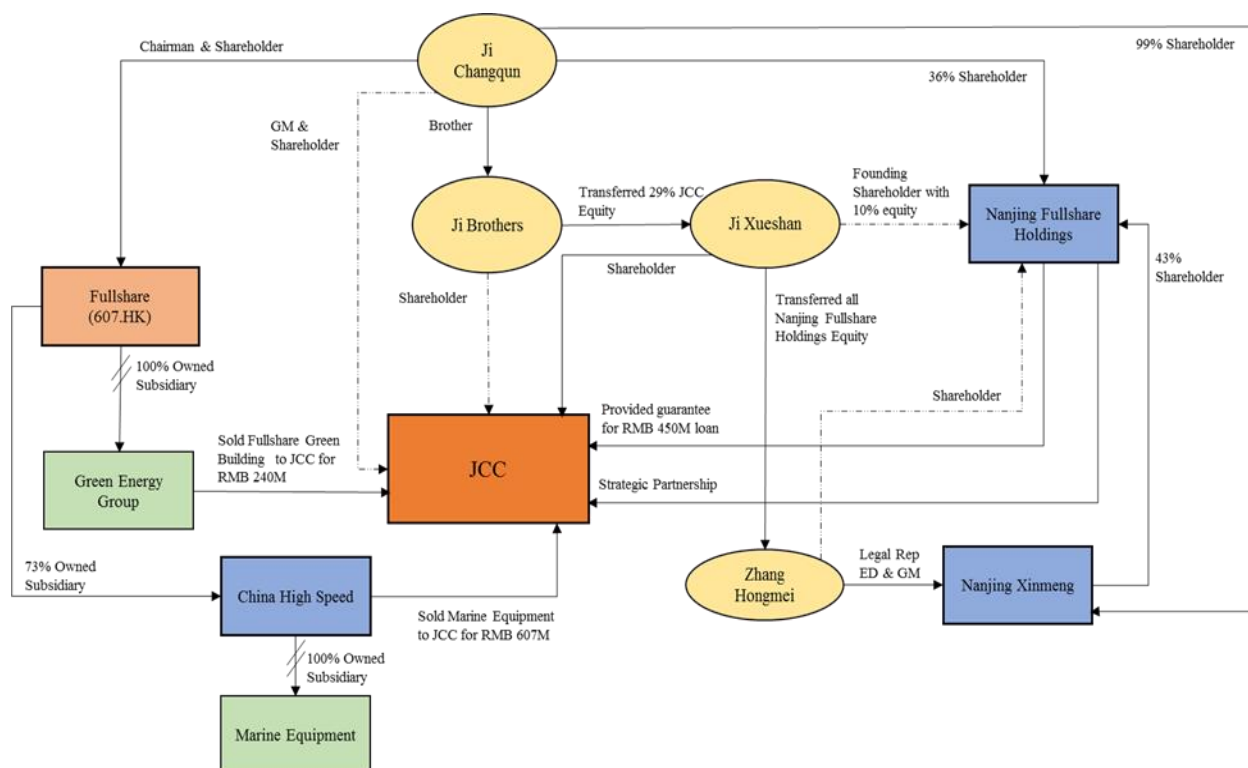 Chairman & Shareholder
Ji
Changqun
99% Shareholder
36% Shareholder
GM &
Shareholder
Brother
Ji Brothers
Transferred 29% JCC
Equity
Ji Xueshan
Founding
Shareholder with
10% equity
Nanjing Fullshare
Holdings
43%
Shareholder
Fullshare
(607.HK)
Shareholder
Shareholder
Transferred all
Nanjing Fullshare
Holdings Equity
100% Owned
Subsidiary
Shareholder
Provided guarantee
for RMB 450M loan
JCC
Sold Fullshare Green
Building to JCC for
RMB 240M
Green Energy
Group
Strategic Partnership
73% Owned
Subsidiary
China High Speed
Sold Marine Equipment
to JCC for RMB 607M
Zhang
Hongmei
Legal Rep
ED & GM
Nanjing Xinmeng
100% Owned
Subsidiary
Marine Equipment